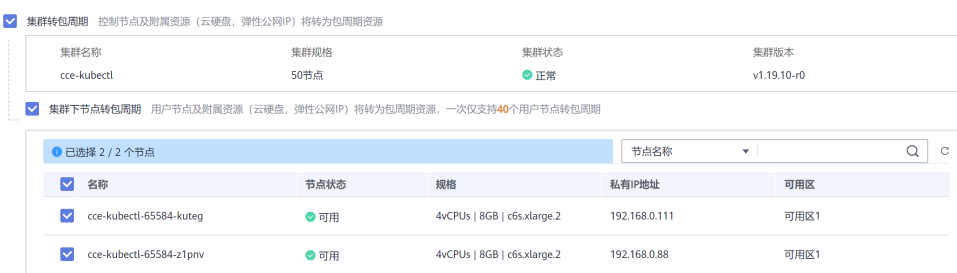 集群转包周期 控制节点及附属资源（云硬盘，弹性公网IP）将转为包周期资源
集群名称 集群规格 集群状态 集群版本
cce-kubectl 50节点 正常 v1.19.10-r0
集群下节点转包周期 用户节点及附属资源（云硬盘，弹性公网IP）将转为包周期资源，一次仅支持40个用户节点转包周期
已选择 2 / 2 个节点 节点名称
名称 节点状态 规格 私有IP地址 可用区
cce-kubectl-65584-kuteg 可用 4vCPUs | 8GB | c6s.xlarge.2 192.168.0.111 可用区1
cce-kubectl-65584-z1pnv 可用 4vCPUs | 8GB | c6s.xlarge.2 192.168.0.88 可用区1